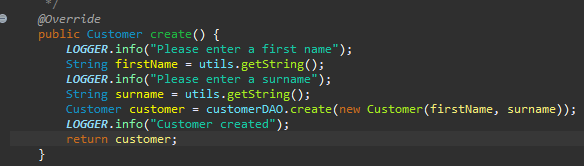 */
@Override
public Customer create() {
LOGGER.info("Please enter a first name");
String firstName = utils.getString();
LOGGER.info("Please enter a surname");
String surname = utils.getString();
Customer customer = customerDAO.create(new Customer(firstName, surname));
LOGGER.info("Customer created");
return customer;
}